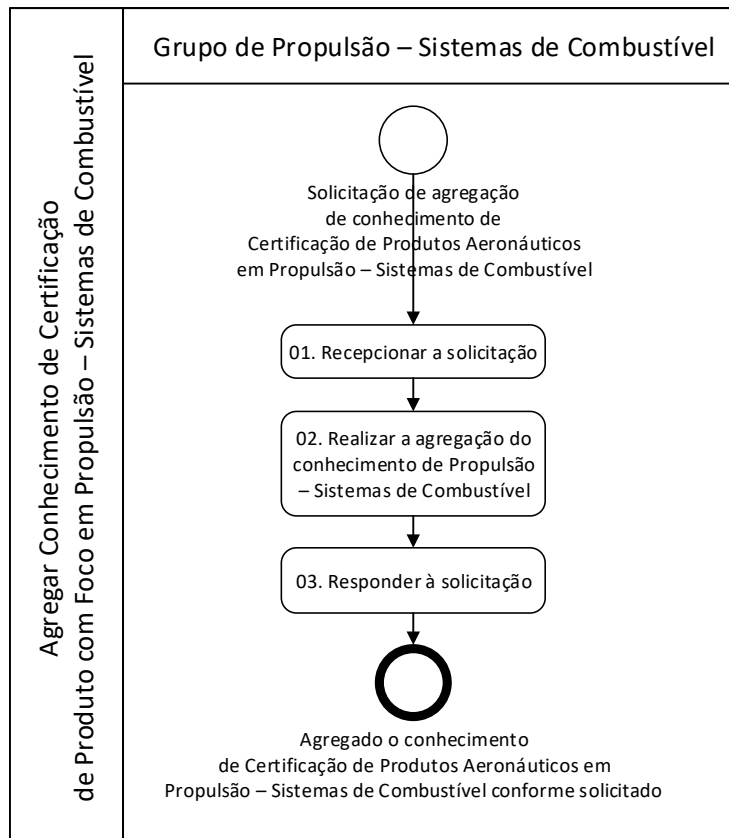 Agregar Conhecimento de Certificação
de Produto com Foco em Propulsão – Sistemas de Combustível
Grupo de Propulsão – Sistemas de Combustível
Solicitação de agregação
de conhecimento de
Certificação de Produtos Aeronáuticos
em Propulsão – Sistemas de Combustível
01. Recepcionar a solicitação
02. Realizar a agregação do
conhecimento de Propulsão
– Sistemas de Combustível
03. Responder à solicitação
Agregado o conhecimento
de Certificação de Produtos Aeronáuticos em
Propulsão – Sistemas de Combustível conforme solicitado